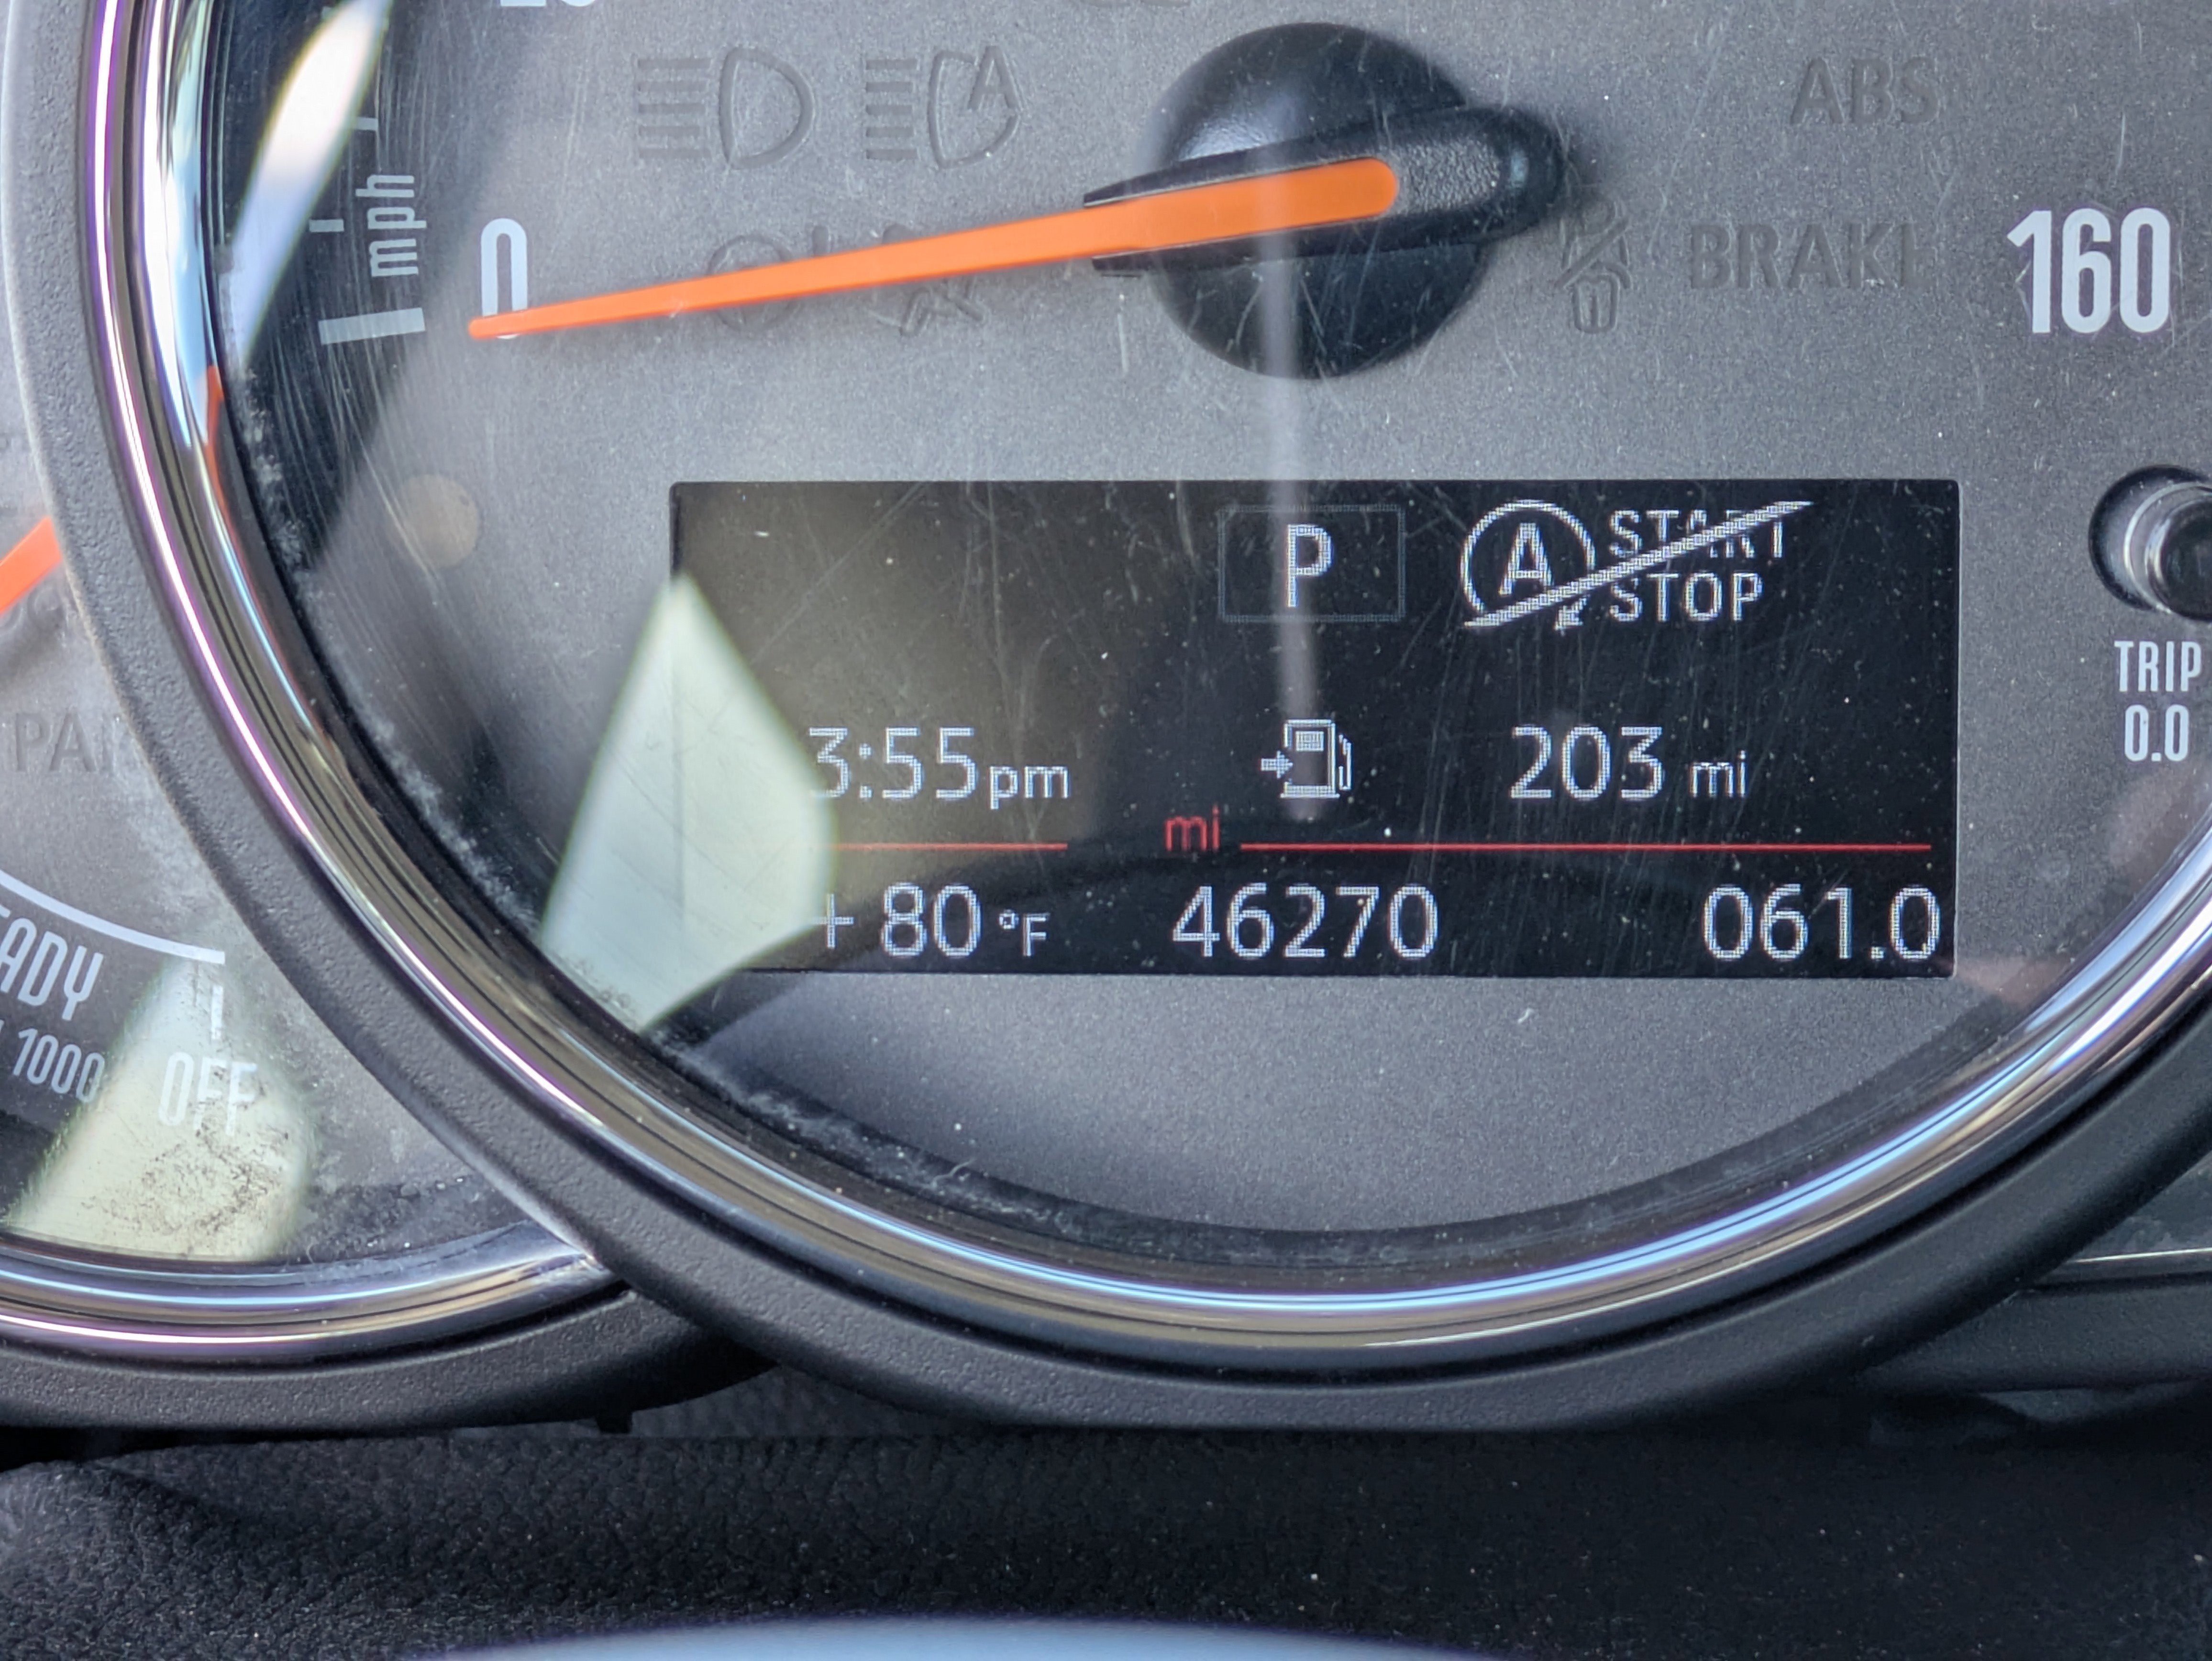 ABS
mph
0
BRAKE
160
P
A START
STOP
TRIP
0.0
3:55pm
203 mi
mi
+ 80 °F
46270
061.0
1000
OFF